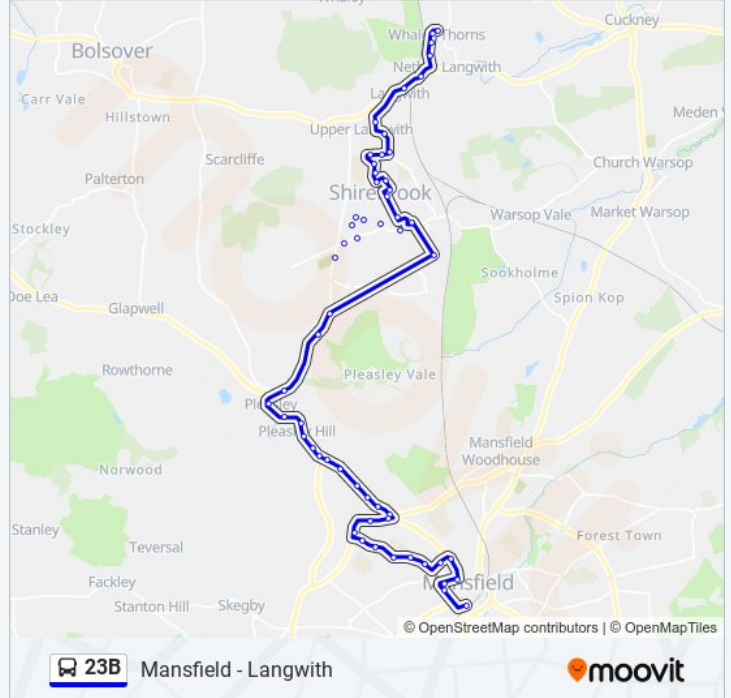 Whaley
Cuckney
Whaley Thorns
Bolsover
Nether Langwith
Carr Vale
Langwith
Hillstown
Meden V
Upper Langwith
Scarcliffe
Church Warsop
Palterton
Shirebrook
Warsop Vale
Market Warsop
Stockley
Sookholme
Doe Lea
Spion Kop
Glapwell
Rowthorne
Pleasley Vale
Pleasley
Pleasley Hill
Mansfield
Woodhouse
Norwood
Stanley
Teversal
Forest Town
Fackley
Mansfield
Stanton Hill
Skegby
© OpenStreetMap contributors | © OpenMapTiles
23B Mansfield - Langwith
moovit